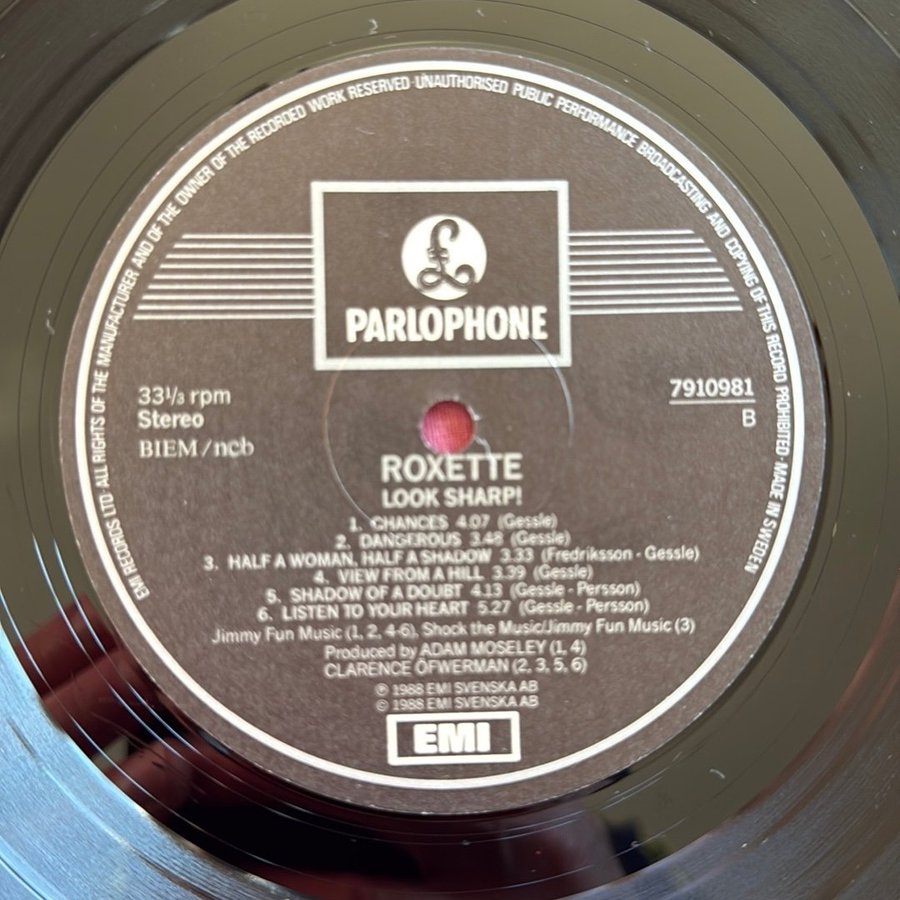 EMI RECORDS LTD · ALL RIGHTS OF THE MANUFACTURER AND OF THE OWNER OF THE RECORDED WORK RESERVED · UNAUTHORISED PUBLIC PERFORMANCE BROADCASTING AND COPYING OF THIS RECORD PROHIBITED · MADE IN SWEDEN
£
PARLOPHONE
33⅓ rpm
Stereo
BIEM/ncb
7910981
B
ROXETTE
LOOK SHARP!
1. CHANCES 4.07 (Gessle)
2. DANGEROUS 3.48 (Gessle)
3. HALF A WOMAN, HALF A SHADOW 3.33 (Fredriksson - Gessle)
4. VIEW FROM A HILL 3.39 (Gessle)
5. SHADOW OF A DOUBT 4.13 (Gessle - Persson)
6. LISTEN TO YOUR HEART 5.27 (Gessle - Persson)
Jimmy Fun Music (1, 2, 4-6), Shock the Music/Jimmy Fun Music (3)
Produced by ADAM MOSELEY (1, 4)
CLARENCE ÖFWERMAN (2, 3, 5, 6)
℗ 1988 EMI SVENSKA AB
© 1988 EMI SVENSKA AB
EMI